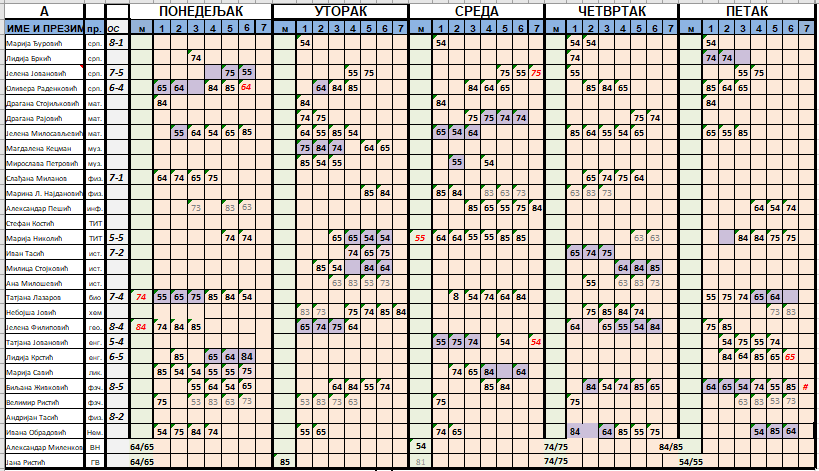 А ПОНЕДЕЉАК УТОРАК СРЕДА ЧЕТВРТАК ПЕТАК
ИМЕ И ПРЕЗИМ пр. ОС м 1 2 3 4 5 6 7 м 1 2 3 4 5 6 7 м 1 2 3 4 5 6 7 м 1 2 3 4 5 6 7 м 1 2 3 4 5 6 7
Марија Ђуровић срп. 8-1 54 54 54 54 54
Лидија Бркић срп. 74 74 74 74
Јелена Јовановић срп. 7-5 75 55 55 75 75 55 75 55 55 75
Оливера Раденковић срп. 6-4 65 64 84 85 64 64 84 85 84 64 65 85 84 65 85 64 65
Драгана Стојиљковић мат. 84 84 84 84
Драгана Рајовић мат. 74 75 75 75 74 74 75 74
Јелена Милосављевић мат. 55 64 54 65 85 64 55 85 54 65 54 64 85 64 55 54 65 65 55 85
Магдалена Кецман муз. 75 84 74 64 65
Мирослава Петровић муз. 85 54 55 55 54
Слађана Миланов физ. 7-1 64 74 65 75 65 74 75 64
Марина Л. Најдановић физ. 85 84 85 84 83 63 73 63 83 73
Александар Пешић инф. 73 83 63 85 65 55 75 84 64 54 74
Стефан Костић ТИТ
Марија Николић ТИТ 5-5 74 74 65 65 54 54 55 64 64 55 55 85 85 63 63 84 84 75 75
Иван Тасић ист. 7-2 74 65 75 65 74 75
Милица Стојковић ист. 85 54 84 64 64 84 85
Ана Милошевић ист. 63 83 53 73 55 63 83 73
Татјана Лазаров био 7-4 74 55 65 75 85 84 54 8 54 74 64 84 55 75 74 65 64
Небојша Јовић хем 83 73 75 74 85 84 75 85 84 74 73 83
Јелена Филиповић гео. 8-4 84 74 84 85 65 74 75 64 64 65 55 54 84 75 85
Татјана Јовановић енг. 5-4 55 75 74 54 54 54 75 55 74
Лидија Крстић енг. 6-5 85 65 64 84 84 64 85 65 65
Марија Савић лик. 85 54 54 55 55 75 74 65 84 64
Биљана Живковић фзч. 8-5 55 64 54 65 64 84 55 74 85 84 84 54 74 85 65 64 65 54 74 55 85 #
Велимир Ристић фзч. 75 53 83 63 73 53 83 73 63 75 75 63 83 53 73
Андријан Тасић физ. 8-2
Ивана Обрадовић Нем. 54 75 84 74 55 65 74 65 84 64 85 55 75 54 85 64
Александар Миленков ВН 64/65 54 74/75 84/85
Јана Ристић ГВ 64/65 85 81 74/75 54/55